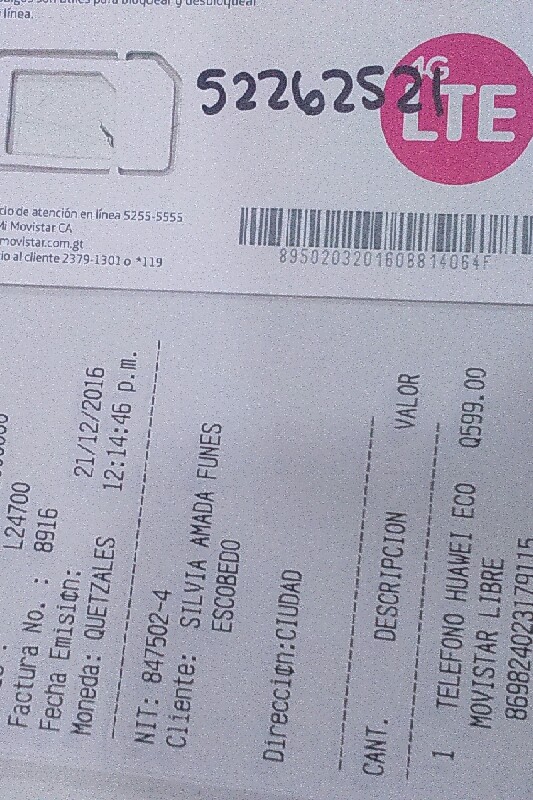 línea.
52262521
4G
LTE
de atención en línea 5255-5555
Mi Movistar CA
movistar.com.gt
al cliente 2379-1301 o *119
8950203201608814064F
L24700
Factura No. : 8916
Fecha Emisión: 21/12/2016
12:14:46 p.m.
Moneda: QUETZALES
NIT: 847502-4
Cliente: SILVIA AMADA FUNES
ESCOBEDO
Dirección:CIUDAD
CANT. DESCRIPCION VALOR
1 TELEFONO HUAWEI ECO Q599.00
MOVISTAR LIBRE
869824023179115